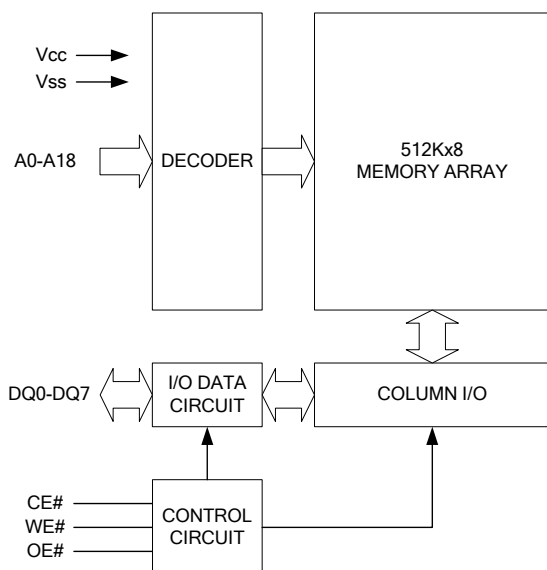 Vcc
Vss
A0-A18
DECODER
512Kx8
MEMORY ARRAY
DQ0-DQ7
I/O DATA
CIRCUIT
COLUMN I/O
CE#
WE#
OE#
CONTROL
CIRCUIT